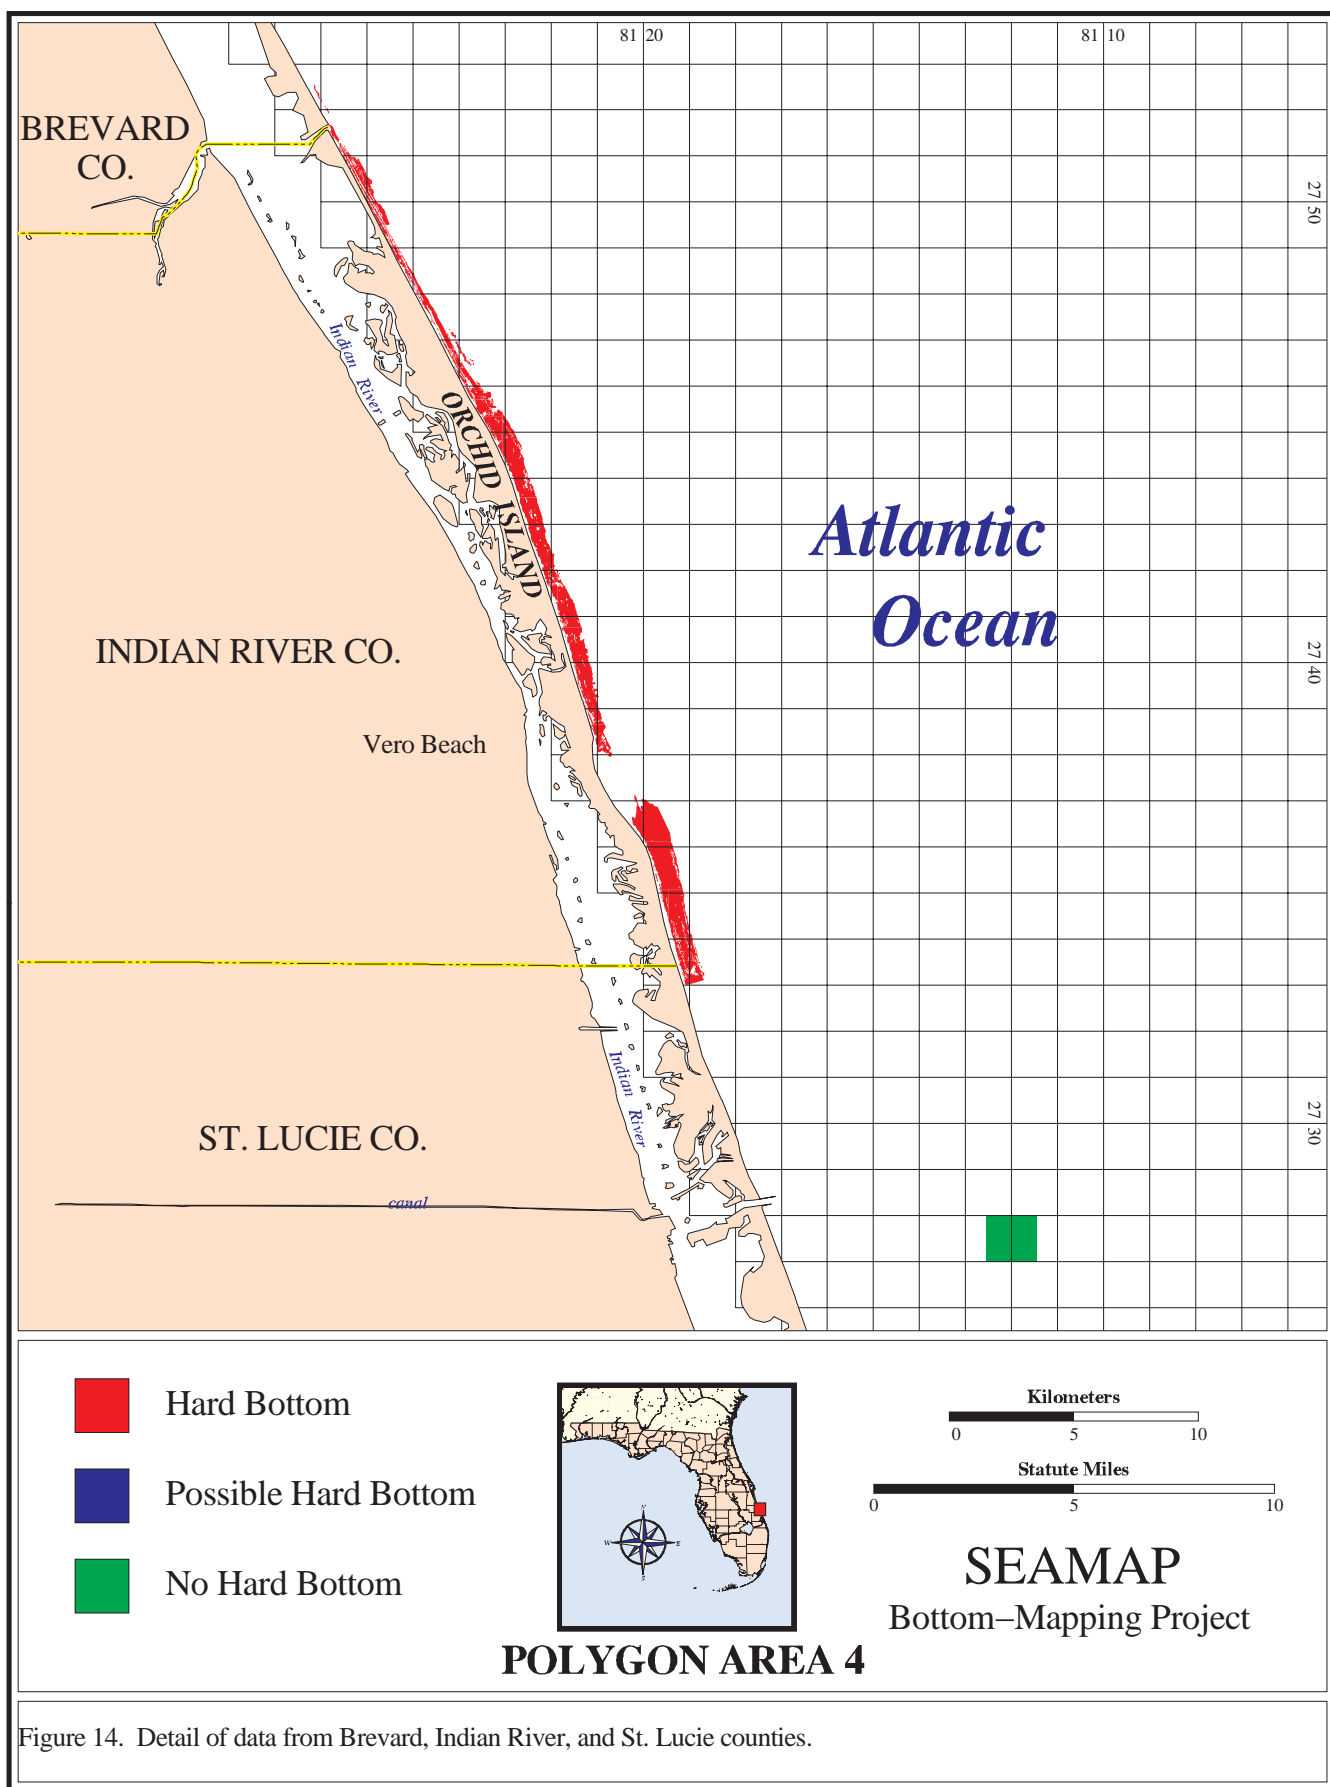 81 20
81 10
BREVARD
CO.
27 50
Indian River
ORCHID ISLAND
Atlantic
Ocean
INDIAN RIVER CO.
27 40
Vero Beach
Indian River
27 30
ST. LUCIE CO.
canal
Hard Bottom
Possible Hard Bottom
No Hard Bottom
N
W
E
S
POLYGON AREA 4
Kilometers
0 5 10
Statute Miles
0 5 10
SEAMAP
Bottom–Mapping Project
Figure 14. Detail of data from Brevard, Indian River, and St. Lucie counties.